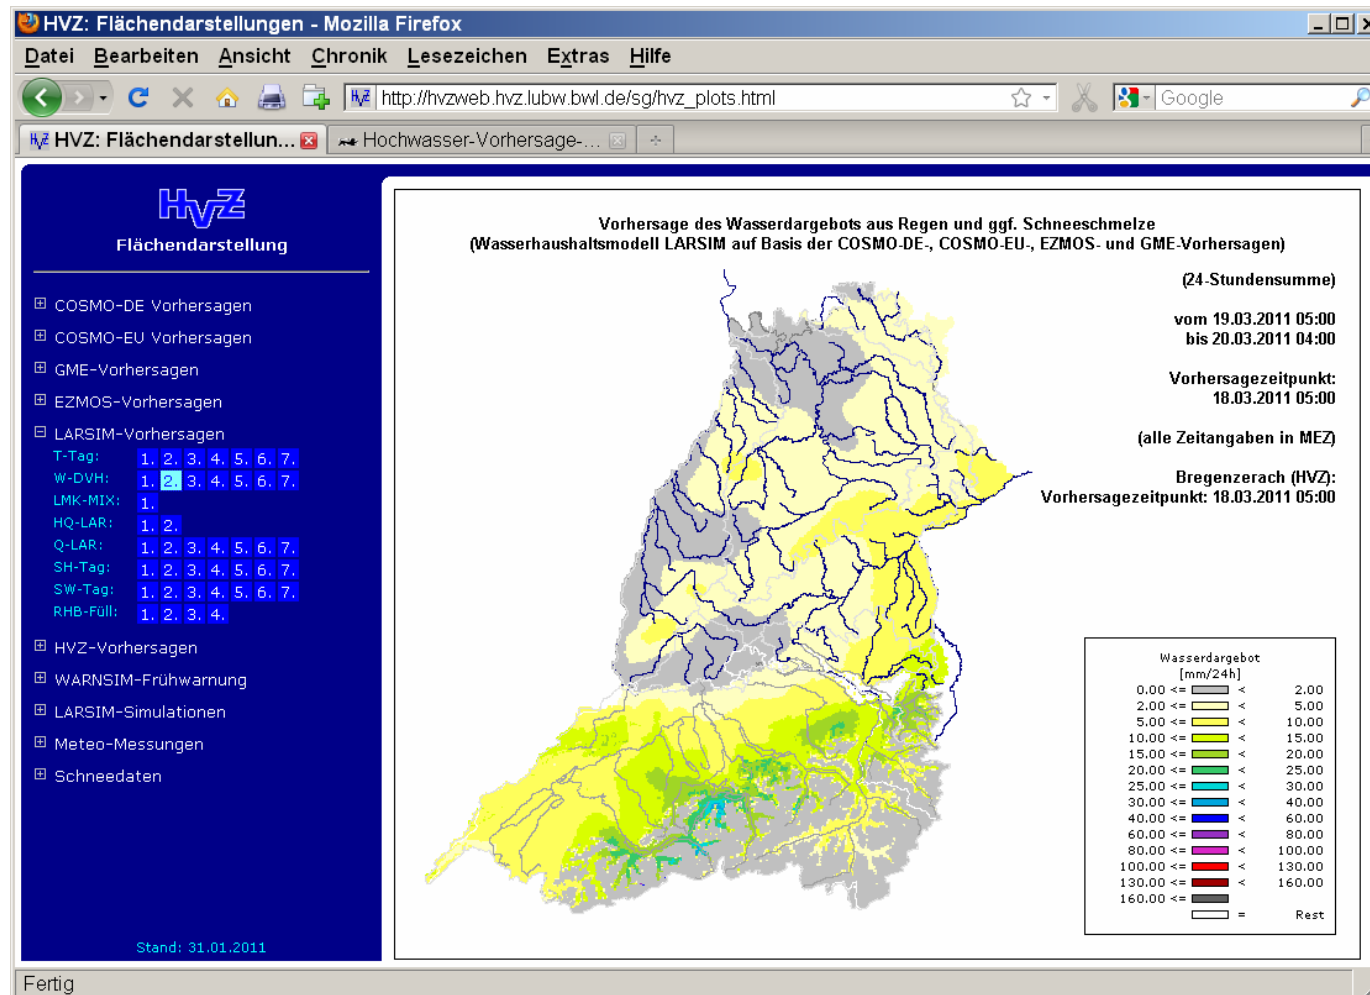 HVZ: Flächendarstellungen - Mozilla Firefox
Datei Bearbeiten Ansicht Chronik Lesezeichen Extras Hilfe
HVZ http://hvzweb.hvz.lubw.bwl.de/sg/hvz_plots.html Google
HVZ HVZ: Flächendarstellun... Hochwasser-Vorhersage-...
HVZ
Flächendarstellung
COSMO-DE Vorhersagen
COSMO-EU Vorhersagen
GME-Vorhersagen
EZMOS-Vorhersagen
LARSIM-Vorhersagen
T-Tag: 1. 2. 3. 4. 5. 6. 7.
W-DVH: 1. 2. 3. 4. 5. 6. 7.
LMK-MIX: 1.
HQ-LAR: 1. 2.
Q-LAR: 1. 2. 3. 4. 5. 6. 7.
SH-Tag: 1. 2. 3. 4. 5. 6. 7.
SW-Tag: 1. 2. 3. 4. 5. 6. 7.
RHB-Füll: 1. 2. 3. 4.
HVZ-Vorhersagen
WARNSIM-Frühwarnung
LARSIM-Simulationen
Meteo-Messungen
Schneedaten
Stand: 31.01.2011
Vorhersage des Wasserdargebots aus Regen und ggf. Schneeschmelze
(Wasserhaushaltsmodell LARSIM auf Basis der COSMO-DE-, COSMO-EU-, EZMOS- und GME-Vorhersagen)
(24-Stundensumme)
vom 19.03.2011 05:00
bis 20.03.2011 04:00
Vorhersagezeitpunkt:
18.03.2011 05:00
(alle Zeitangaben in MEZ)
Bregenzerach (HVZ):
Vorhersagezeitpunkt: 18.03.2011 05:00
Wasserdargebot
[mm/24h]
0.00 <= < 2.00
2.00 <= < 5.00
5.00 <= < 10.00
10.00 <= < 15.00
15.00 <= < 20.00
20.00 <= < 25.00
25.00 <= < 30.00
30.00 <= < 40.00
40.00 <= < 60.00
60.00 <= < 80.00
80.00 <= < 100.00
100.00 <= < 130.00
130.00 <= < 160.00
160.00 <=
= Rest
Fertig